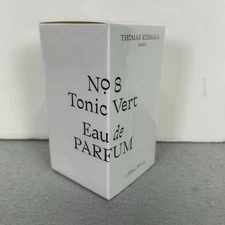 THOMAS KOSMALA
PARIS
No 8
Tonic Vert
Eau de
PARFUM